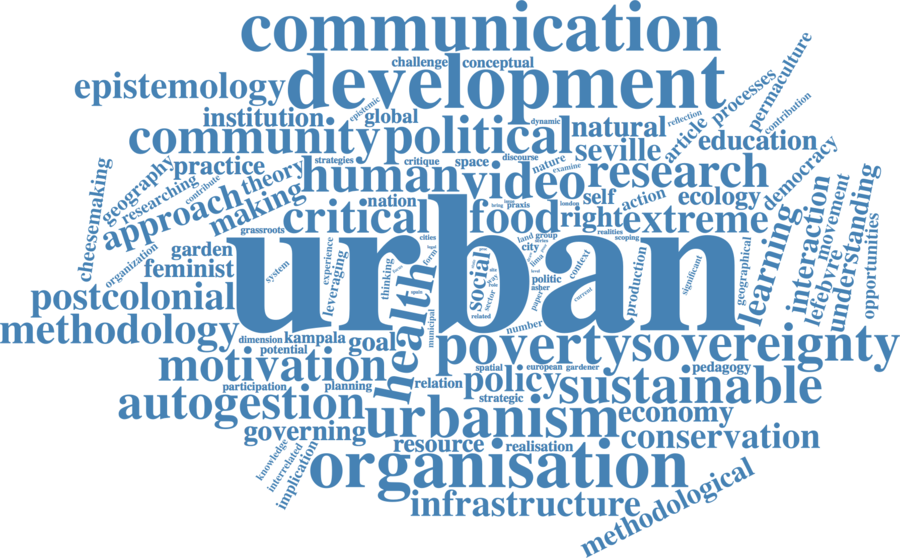 communication
challenge conceptual
epistemology development
processes
permaculture
institution
epistemic
global
dynamic
reflection
contribution
community political natural
article
education
seville
geography
practice
strategies
critique
space
discourse
nature
examine
research
cheesemaking
researching
contribute
theory
human video
self
action
ecology
democracy
approach
making
nation
being
praxis
london
critical
food right extreme
grassroots
realities
scoping
organization
garden
feminist
system
experience
leveraging
thinking
urban
cities
form
health
social
land
group
city
lima
level
politic
asher
paper
context
current
production
significant
geographical
learning
interaction
lefebvre
movement
understanding
opportunities
postcolonial
sector
related
municipal
number
methodology
dimension
kampala
potential
goal
poverty sovereignty
motivation
spatial
european
gardener
pedagogy
participation
planning
relation
policy
strategic
sustainable
autogestion
urbanism
economy
governing
resource
realisation
conservation
knowledge
interrelated
implication
organisation
infrastructure
methodological